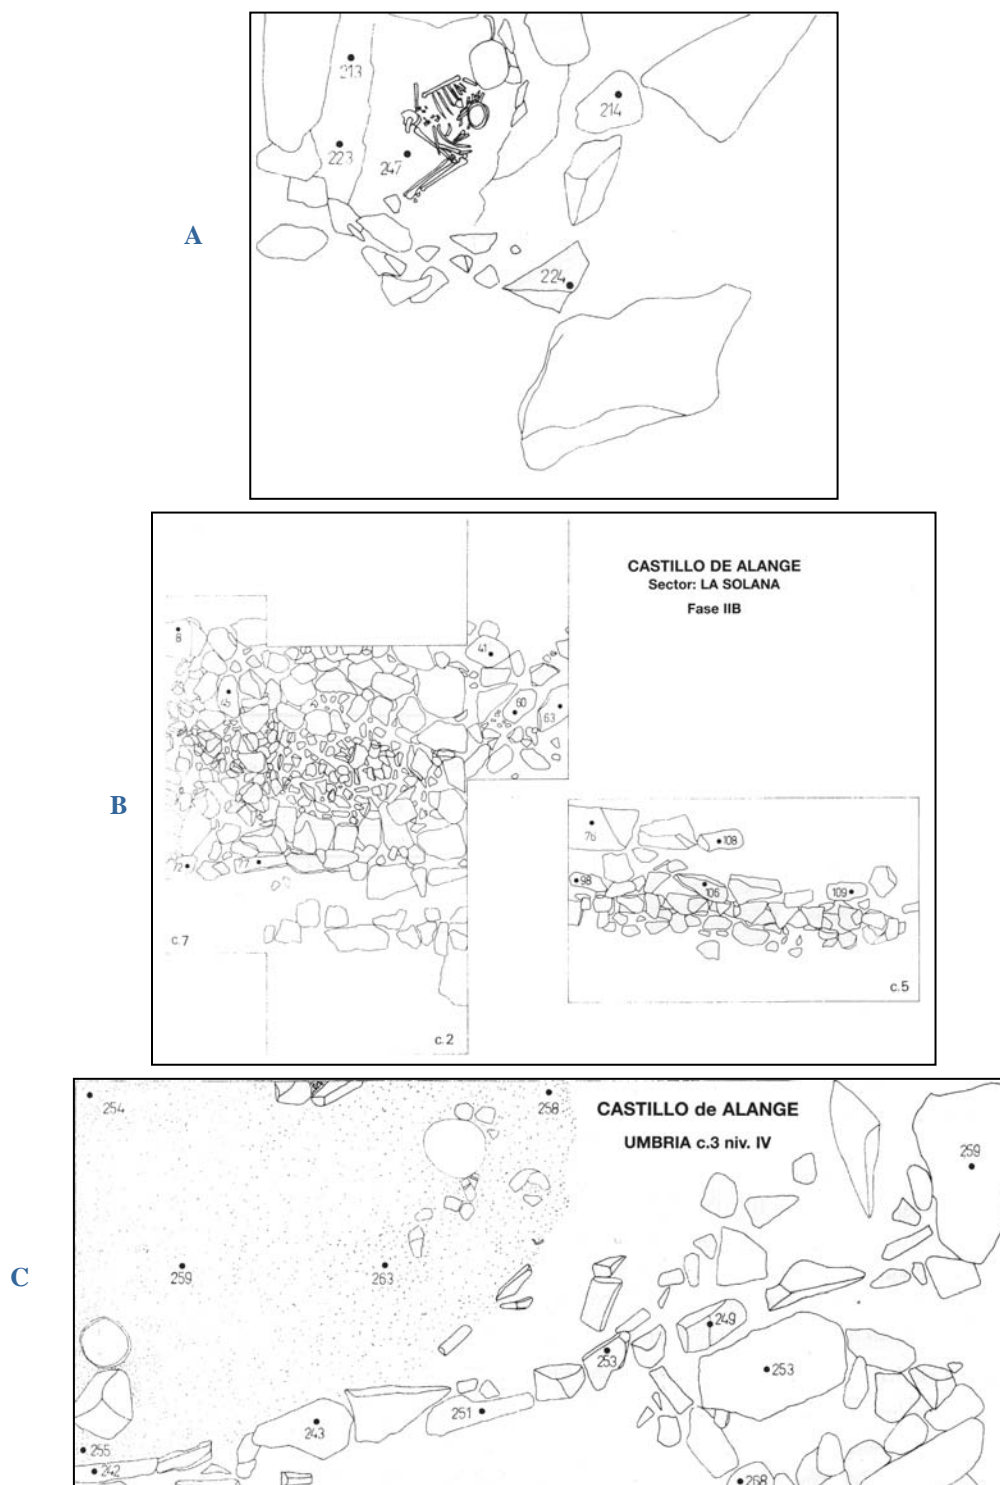 213
214
223
247
A
224
CASTILLO DE ALANGE
Sector: LA SOLANA
Fase IIB
8
41
45
60
63
B
76
108
72
77
98
106
109
c.7
c.5
c.2
254
258
CASTILLO de ALANGE
UMBRIA c.3 niv. IV
259
C
259
263
249
253
253
251
243
255
242
268